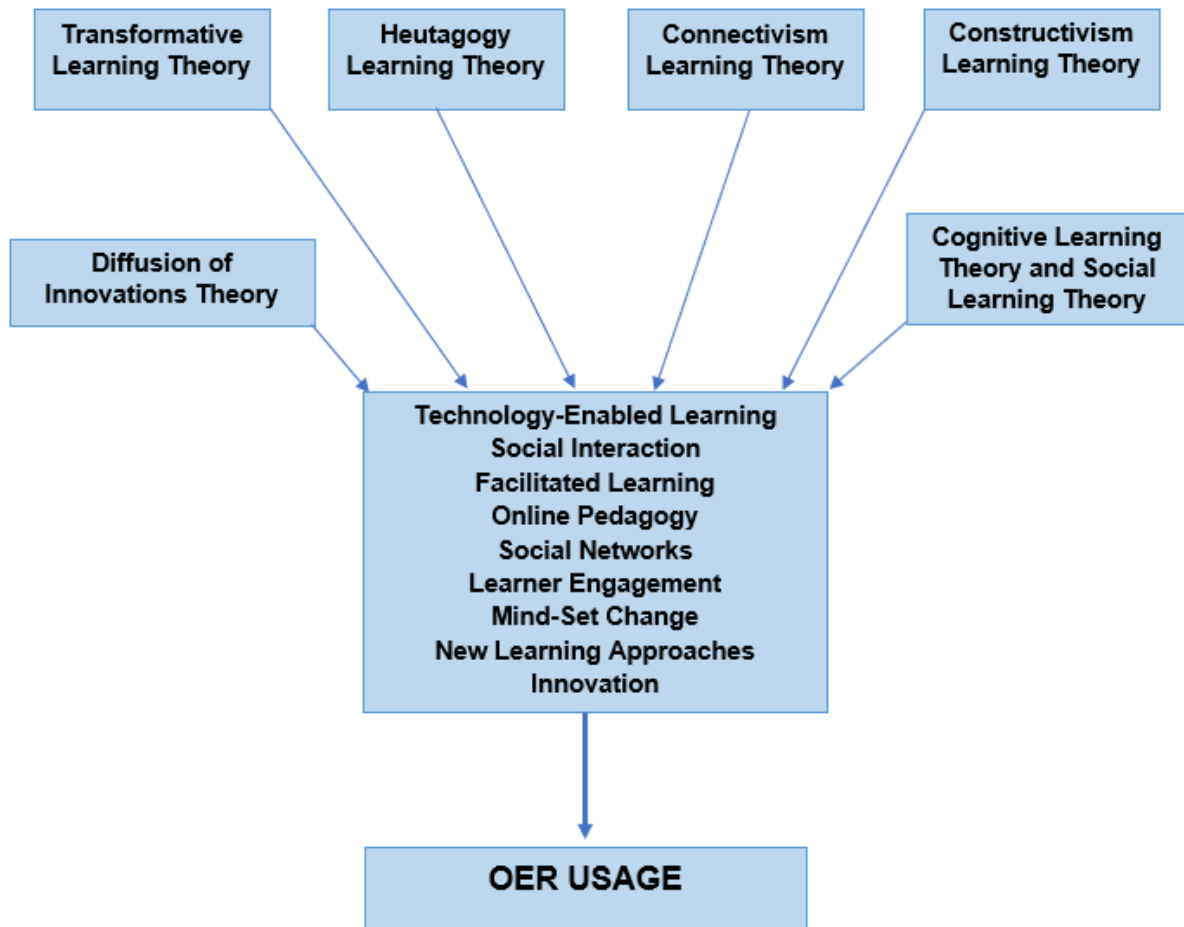 Transformative
Learning Theory
Heutagogy
Learning Theory
Connectivism
Learning Theory
Constructivism
Learning Theory
Diffusion of
Innovations Theory
Cognitive Learning
Theory and Social
Learning Theory
Technology-Enabled Learning
Social Interaction
Facilitated Learning
Online Pedagogy
Social Networks
Learner Engagement
Mind-Set Change
New Learning Approaches
Innovation
OER USAGE